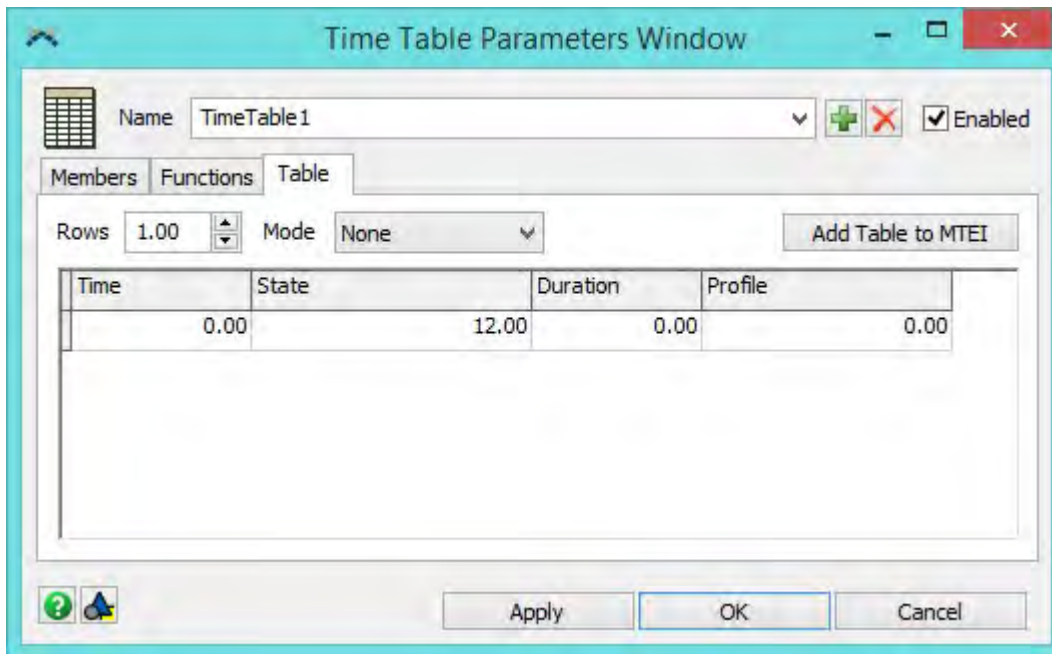 Time Table Parameters Window
Name TimeTable1 Enabled
Members Functions Table
Rows 1.00 Mode None Add Table to MTEI
Time State Duration Profile
0.00 12.00 0.00 0.00
Apply OK Cancel